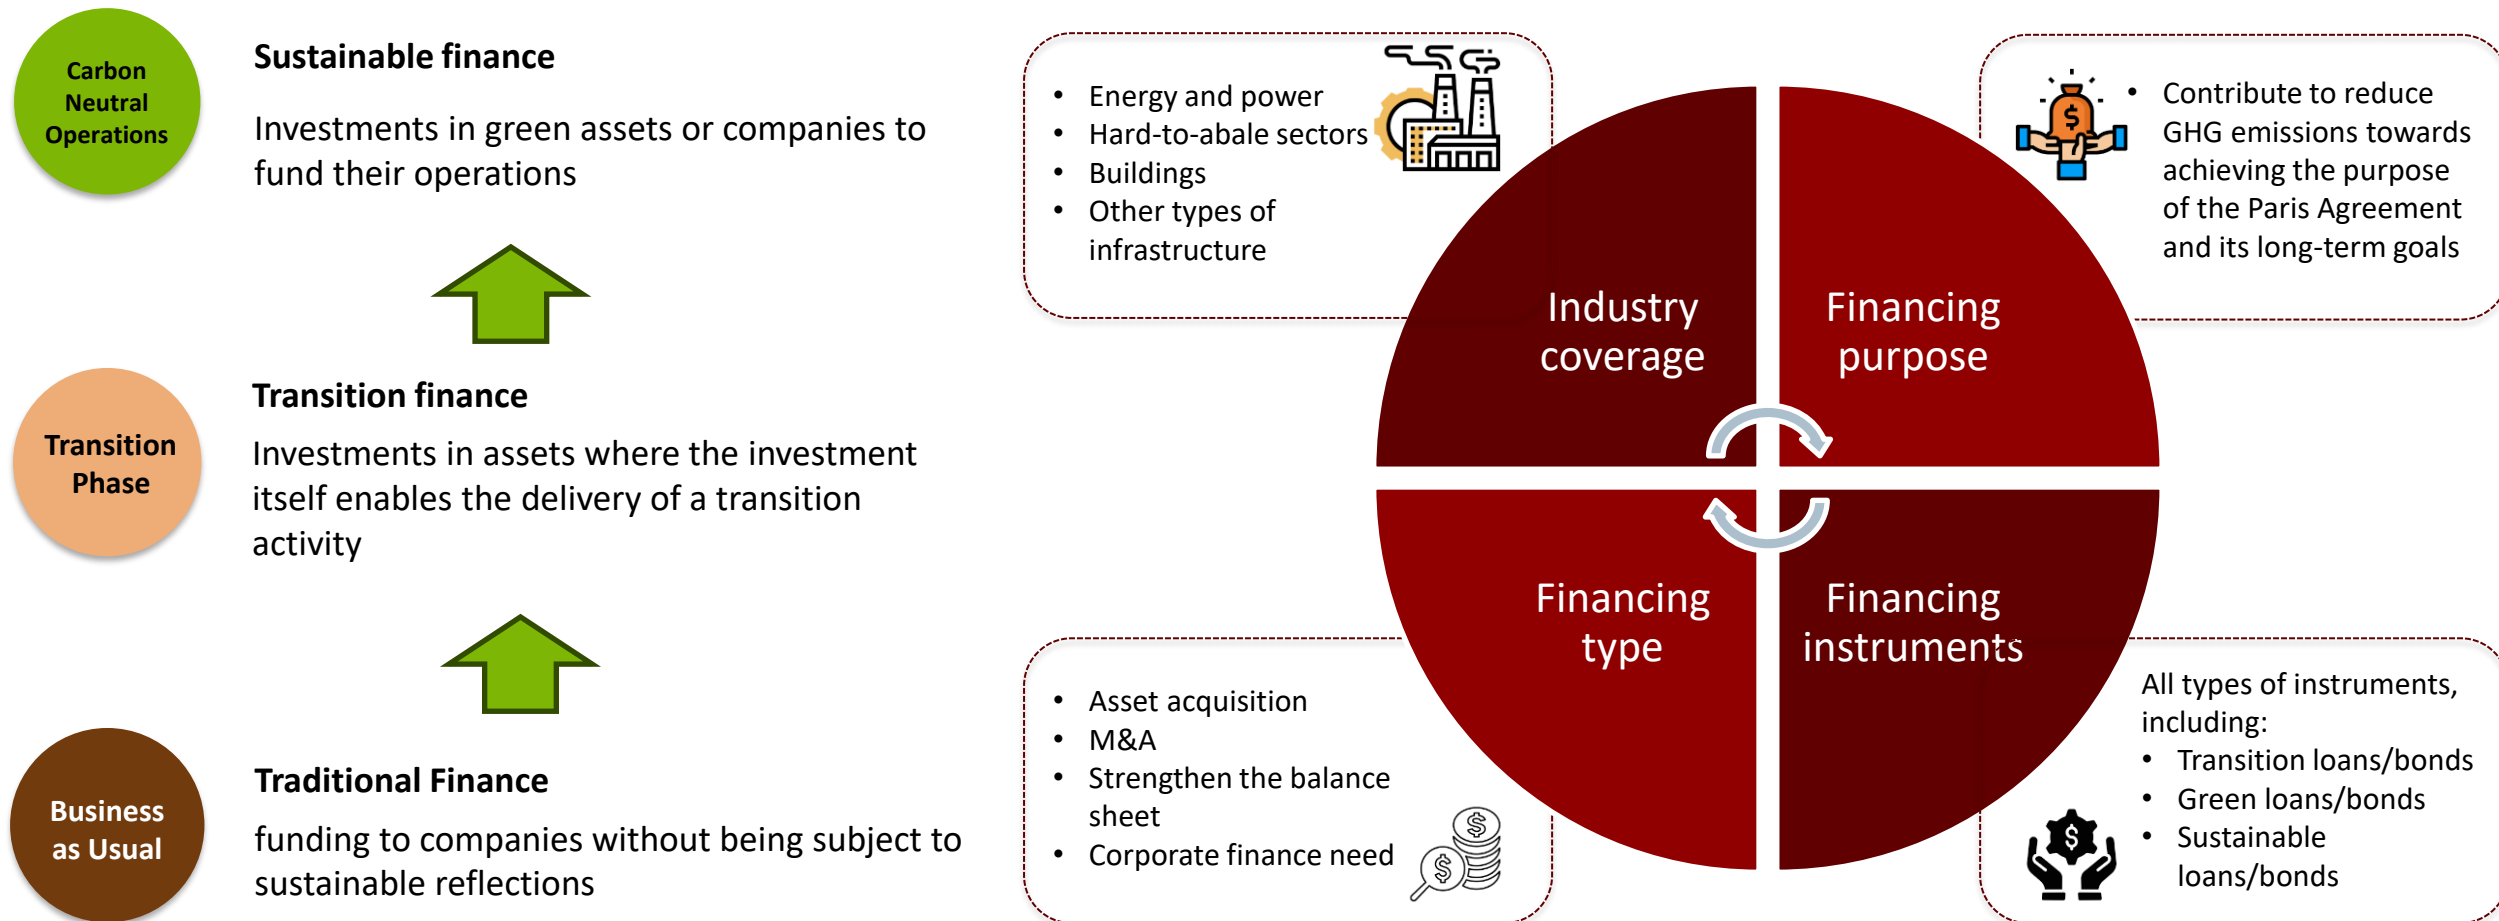 Carbon
Neutral
Operations
Sustainable finance
Investments in green assets or companies to
fund their operations
Transition
Phase
Transition finance
Investments in assets where the investment
itself enables the delivery of a transition
activity
Business
as Usual
Traditional Finance
funding to companies without being subject to
sustainable reflections
• Energy and power
• Hard-to-abale sectors
• Buildings
• Other types of
infrastructure
$
• Contribute to reduce
GHG emissions towards
achieving the purpose
of the Paris Agreement
and its long-term goals
Industry
coverage
Financing
purpose
Financing
type
Financing
instruments
• Asset acquisition
• M&A
• Strengthen the balance
sheet
• Corporate finance need
$
$
All types of instruments,
including:
• Transition loans/bonds
• Green loans/bonds
• Sustainable
loans/bonds
$